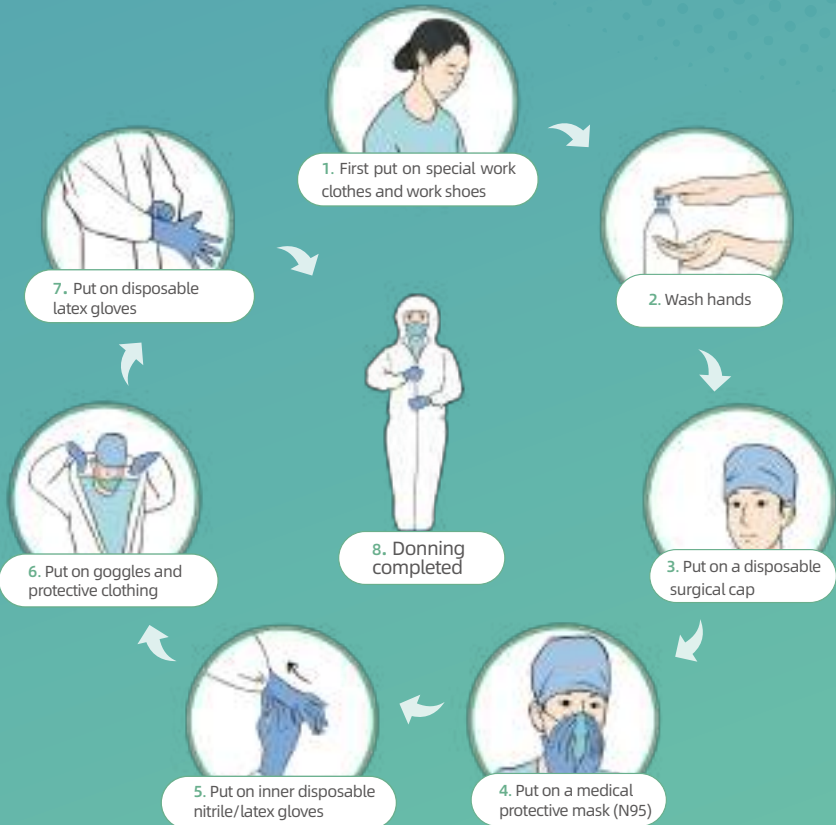 1. First put on special work
clothes and work shoes
2. Wash hands
3. Put on a disposable
surgical cap
4. Put on a medical
protective mask (N95)
5. Put on inner disposable
nitrile/latex gloves
6. Put on goggles and
protective clothing
7. Put on disposable
latex gloves
8. Donning
completed